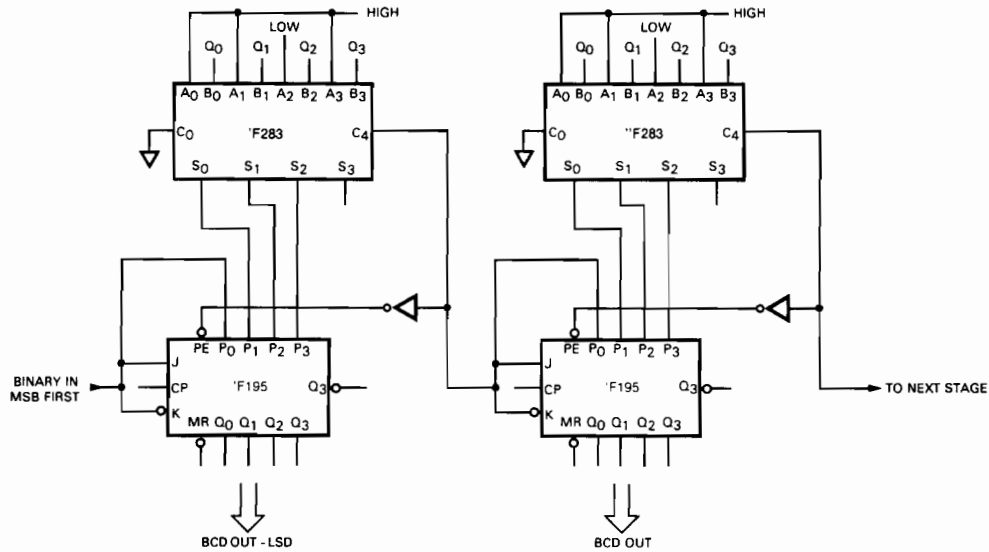 HIGH HIGH
LOW LOW
Q0 Q1 Q2 Q3 Q0 Q1 Q2 Q3
A0 B0 A1 B1 A2 B2 A3 B3 A0 B0 A1 B1 A2 B2 A3 B3
C0 'F283 C4 C0 ''F283 C4
S0 S1 S2 S3 S0 S1 S2 S3
PE P0 P1 P2 P3 PE P0 P1 P2 P3
J J
BINARY IN
MSB FIRST
CP 'F195 Q3 CP 'F195 Q3 TO NEXT STAGE
K K
MR Q0 Q1 Q2 Q3 MR Q0 Q1 Q2 Q3
BCD OUT - LSD BCD OUT